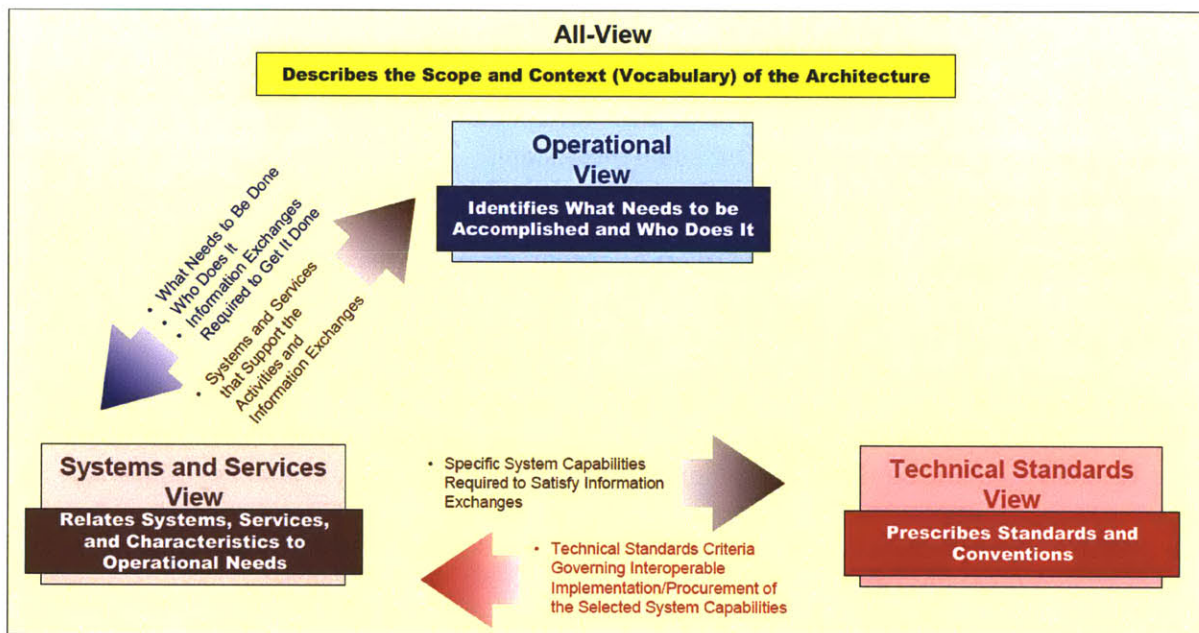 All-View
Describes the Scope and Context (Vocabulary) of the Architecture
Operational
View
Identifies What Needs to be
Accomplished and Who Does It
• What Needs to Be Done
• Who Does It
• Information Exchanges
Required to Get It Done
• Systems and Services
that Support the
Activities and
Information Exchanges
Systems and Services
View
Relates Systems, Services,
and Characteristics to
Operational Needs
• Specific System Capabilities
Required to Satisfy Information
Exchanges
• Technical Standards Criteria
Governing Interoperable
Implementation/Procurement of
the Selected System Capabilities
Technical Standards
View
Prescribes Standards and
Conventions